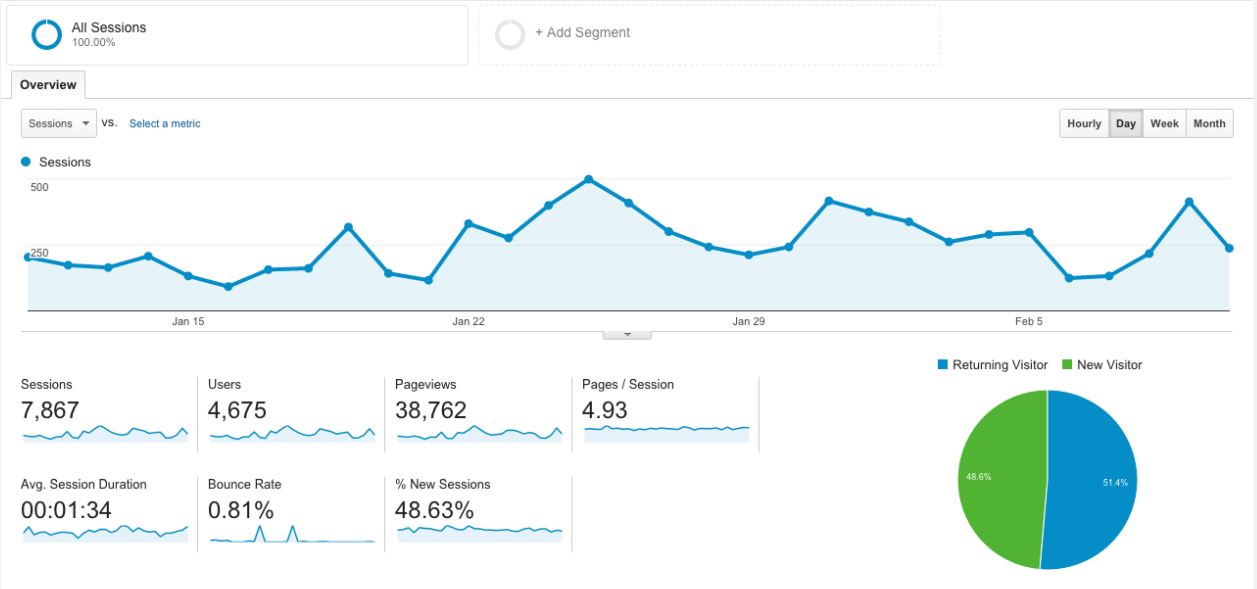 All Sessions
100.00%
+ Add Segment
Overview
Sessions VS. Select a metric
Hourly Day Week Month
Sessions
500
250
Jan 15 Jan 22 Jan 29 Feb 5
Returning Visitor New Visitor
Sessions Users Pageviews Pages / Session
7,867 4,675 38,762 4.93
48.6% 51.4%
Avg. Session Duration Bounce Rate % New Sessions
00:01:34 0.81% 48.63%